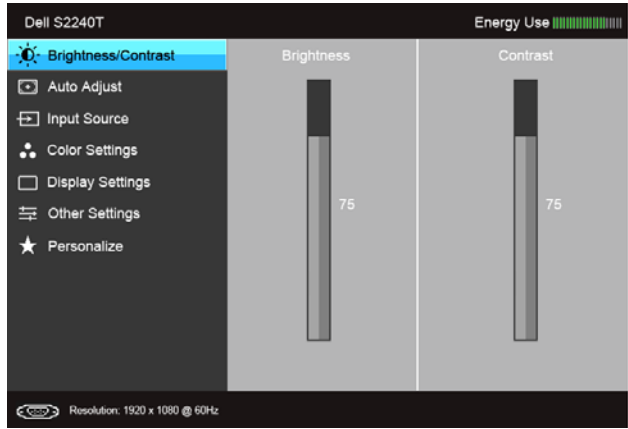 Dell S2240T
Energy Use
Brightness/Contrast
Auto Adjust
Input Source
Color Settings
Display Settings
Other Settings
Personalize
Brightness
Contrast
75
75
Resolution: 1920 x 1080 @ 60Hz